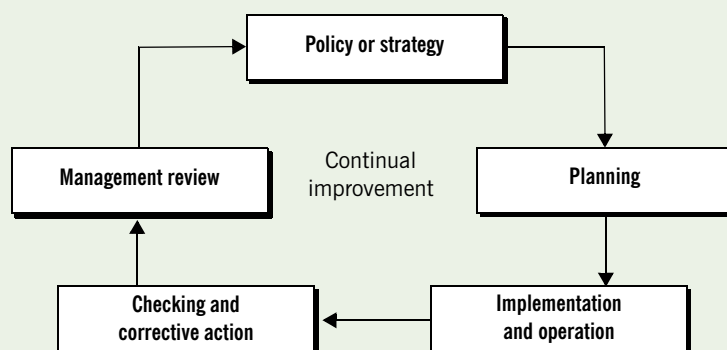 Policy or strategy
Management review
Continual
improvement
Planning
Checking and
corrective action
Implementation
and operation